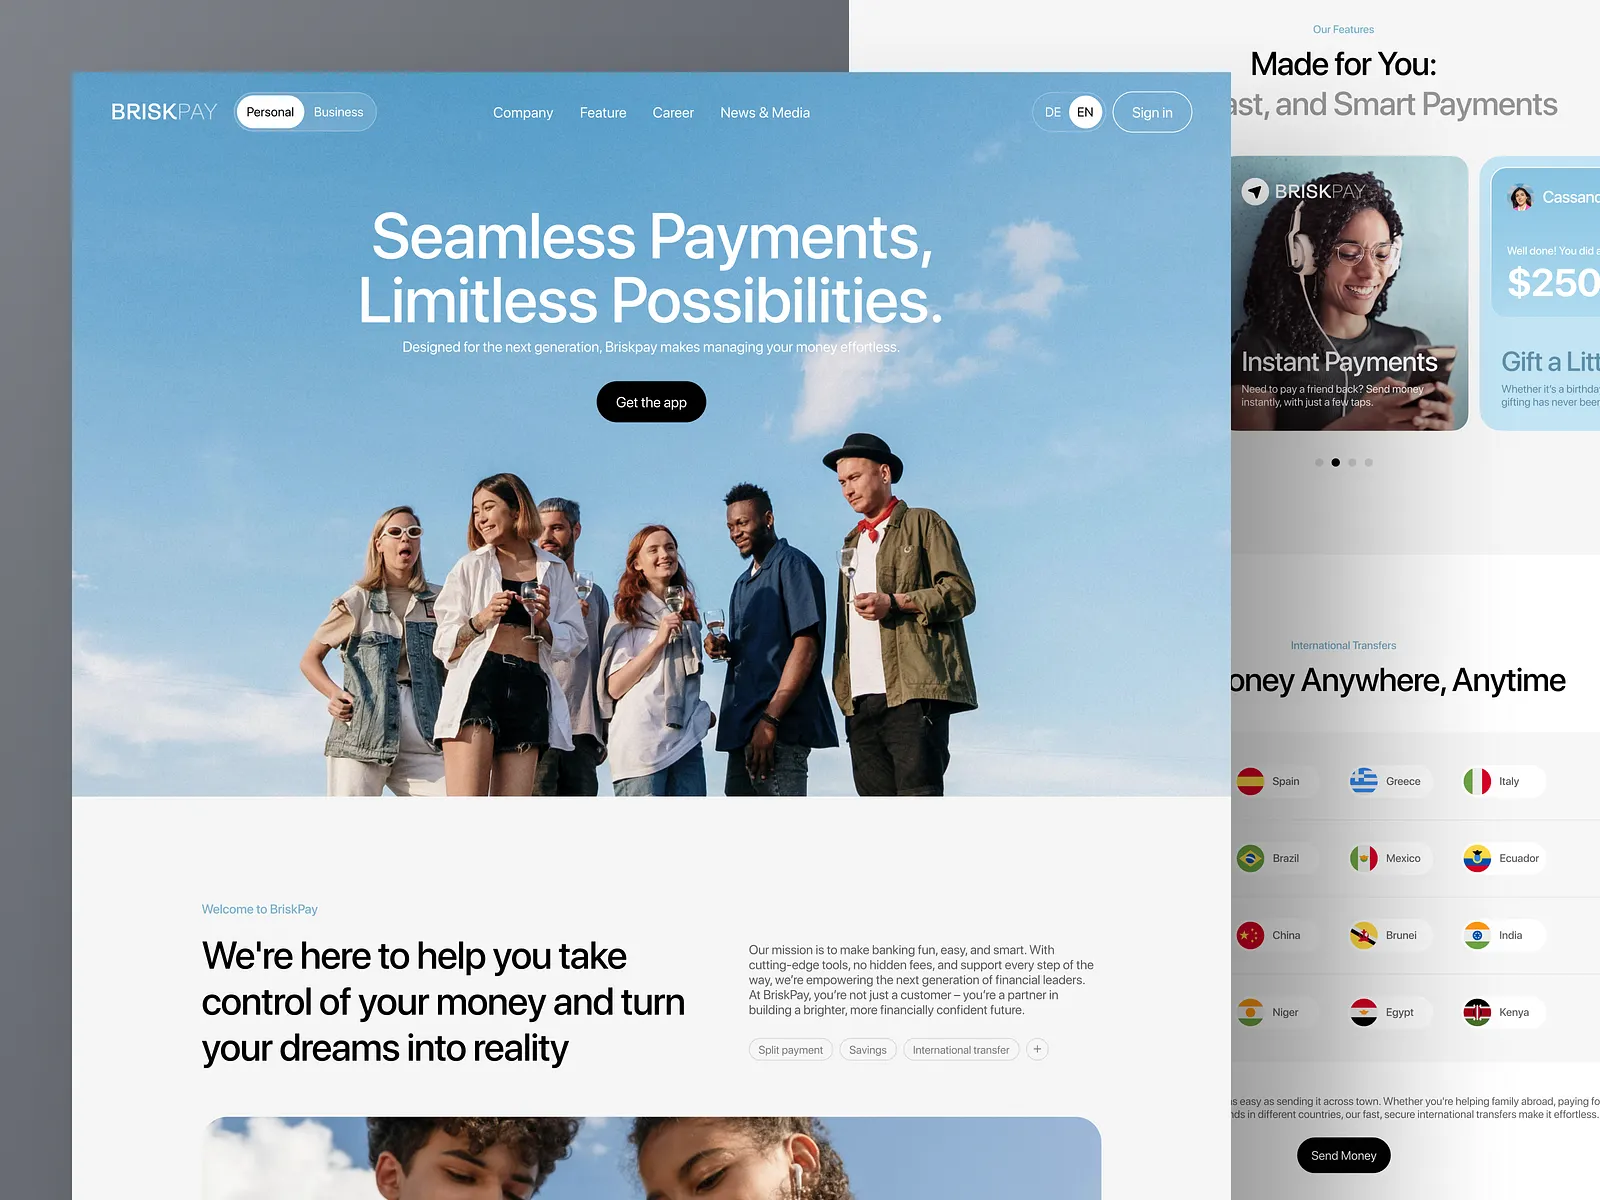 BRISKPAY
Personal
Business
Company
Feature
Career
News & Media
DE
EN
Sign in
Seamless Payments,
Limitless Possibilities.
Designed for the next generation, Briskpay makes managing your money effortless.
Get the app
Welcome to BriskPay
We're here to help you take
control of your money and turn
your dreams into reality
Our mission is to make banking fun, easy, and smart. With
cutting-edge tools, no hidden fees, and support every step of the
way, we're empowering the next generation of financial leaders.
At BriskPay, you're not just a customer – you're a partner in
building a brighter, more financially confident future.
Split payment
Savings
International transfer
+
Our Features
Made for You:
and Smart Payments
BRISKPAY
Instant Payments
Need to pay a friend back? Send money
instantly, with just a few taps.
Well done! You did
$250
Gift a
Whether it's a
gifting has never
International Transfers
Anywhere, Anytime
Spain
Greece
Italy
Brazil
Mexico
Ecuador
China
Brunei
India
Niger
Egypt
Kenya
easy as sending it across town. Whether you're helping family abroad, paying
in different countries, our fast, secure international transfers make it effortless.
Send Money